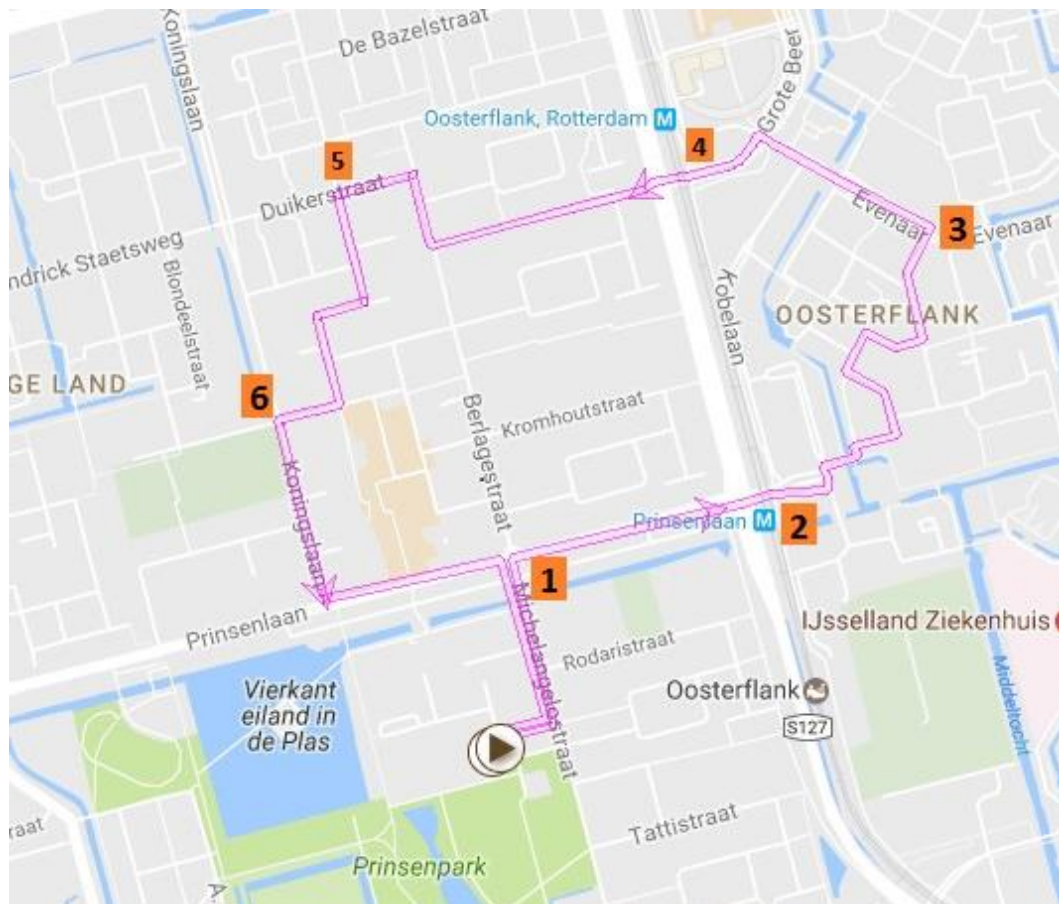 De Bazelstraat
Koningslaan
Grote Beer
Oosterflank, Rotterdam M
4
5
Duikerstraat
Evenaar
3
Evenaar
ndrick Staetsweg
Blondeelstraat
Kobelaan
OOSTERFLANK
GE LAND
6
Berlagestraat
Kromhoutstraat
Koningslaan
Prinsenlaan M
2
1
Prinsenlaan
Michelangelostraat
Rodaristraat
IJsselland Ziekenhuis
Middeltocht
Vierkant
eiland in
de Plas
Oosterflank
S127
raat
Tattistraat
Prinsenpark
A.